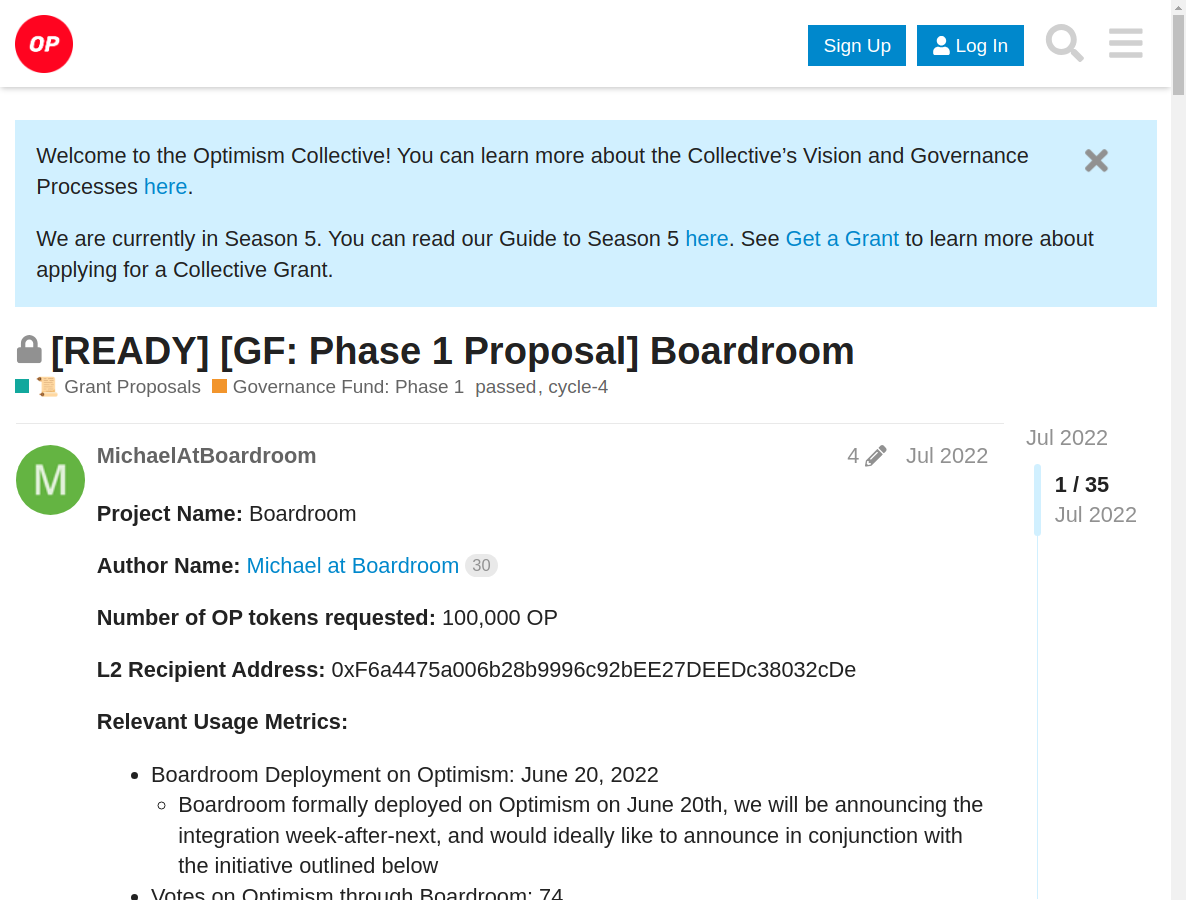 OP
Sign Up
Log In
Welcome to the Optimism Collective! You can learn more about the Collective’s Vision and Governance
Processes here.
We are currently in Season 5. You can read our Guide to Season 5 here. See Get a Grant to learn more about
applying for a Collective Grant.
[READY] [GF: Phase 1 Proposal] Boardroom
📜 Grant Proposals Governance Fund: Phase 1 passed, cycle-4
Jul 2022
M
MichaelAtBoardroom
4
Jul 2022
1 / 35
Jul 2022
Project Name: Boardroom
Author Name: Michael at Boardroom 30
Number of OP tokens requested: 100,000 OP
L2 Recipient Address: 0xF6a4475a006b28b9996c92bEE27DEEDc38032cDe
Relevant Usage Metrics:
• Boardroom Deployment on Optimism: June 20, 2022
◦ Boardroom formally deployed on Optimism on June 20th, we will be announcing the
integration week-after-next, and would ideally like to announce in conjunction with
the initiative outlined below
• Votes on Optimism through Boardroom: 74